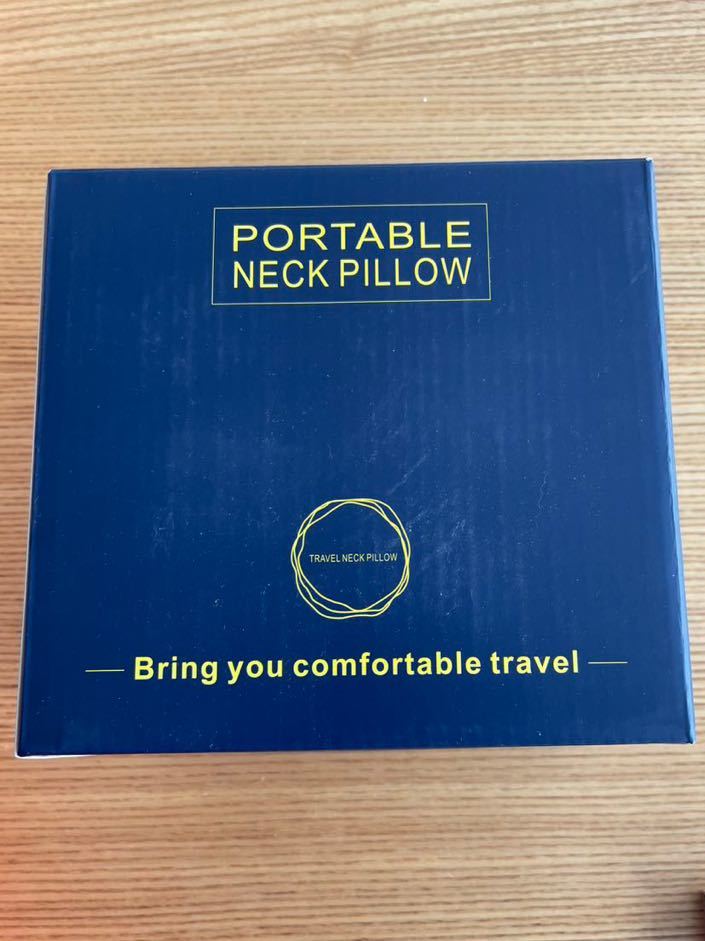 PORTABLE
NECK PILLOW
TRAVEL NECK PILLOW
Bring you comfortable travel